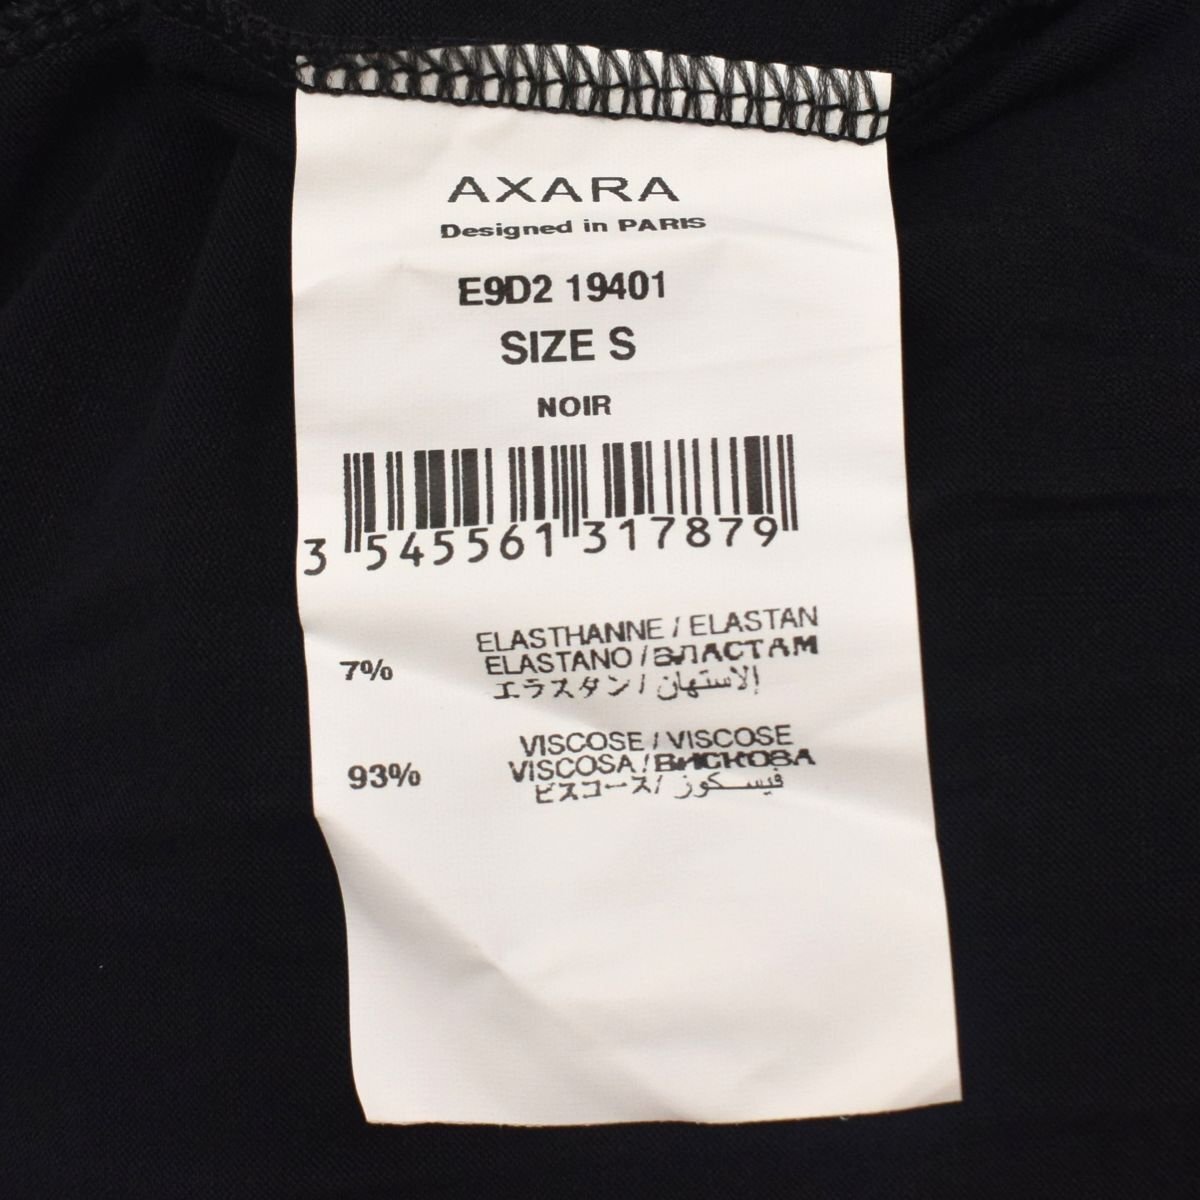 AXARA
Designed in PARIS
E9D2 19401
SIZE S
NOIR
3 545561 317879
ELASTHANNE / ELASTAN
7% ELASTANO / ЭЛАСТАМ
エラスタン / الاستهان
VISCOSE / VISCOSE
93% VISCOSA / ВИСКОЗА
ビスコース / فيسكوز